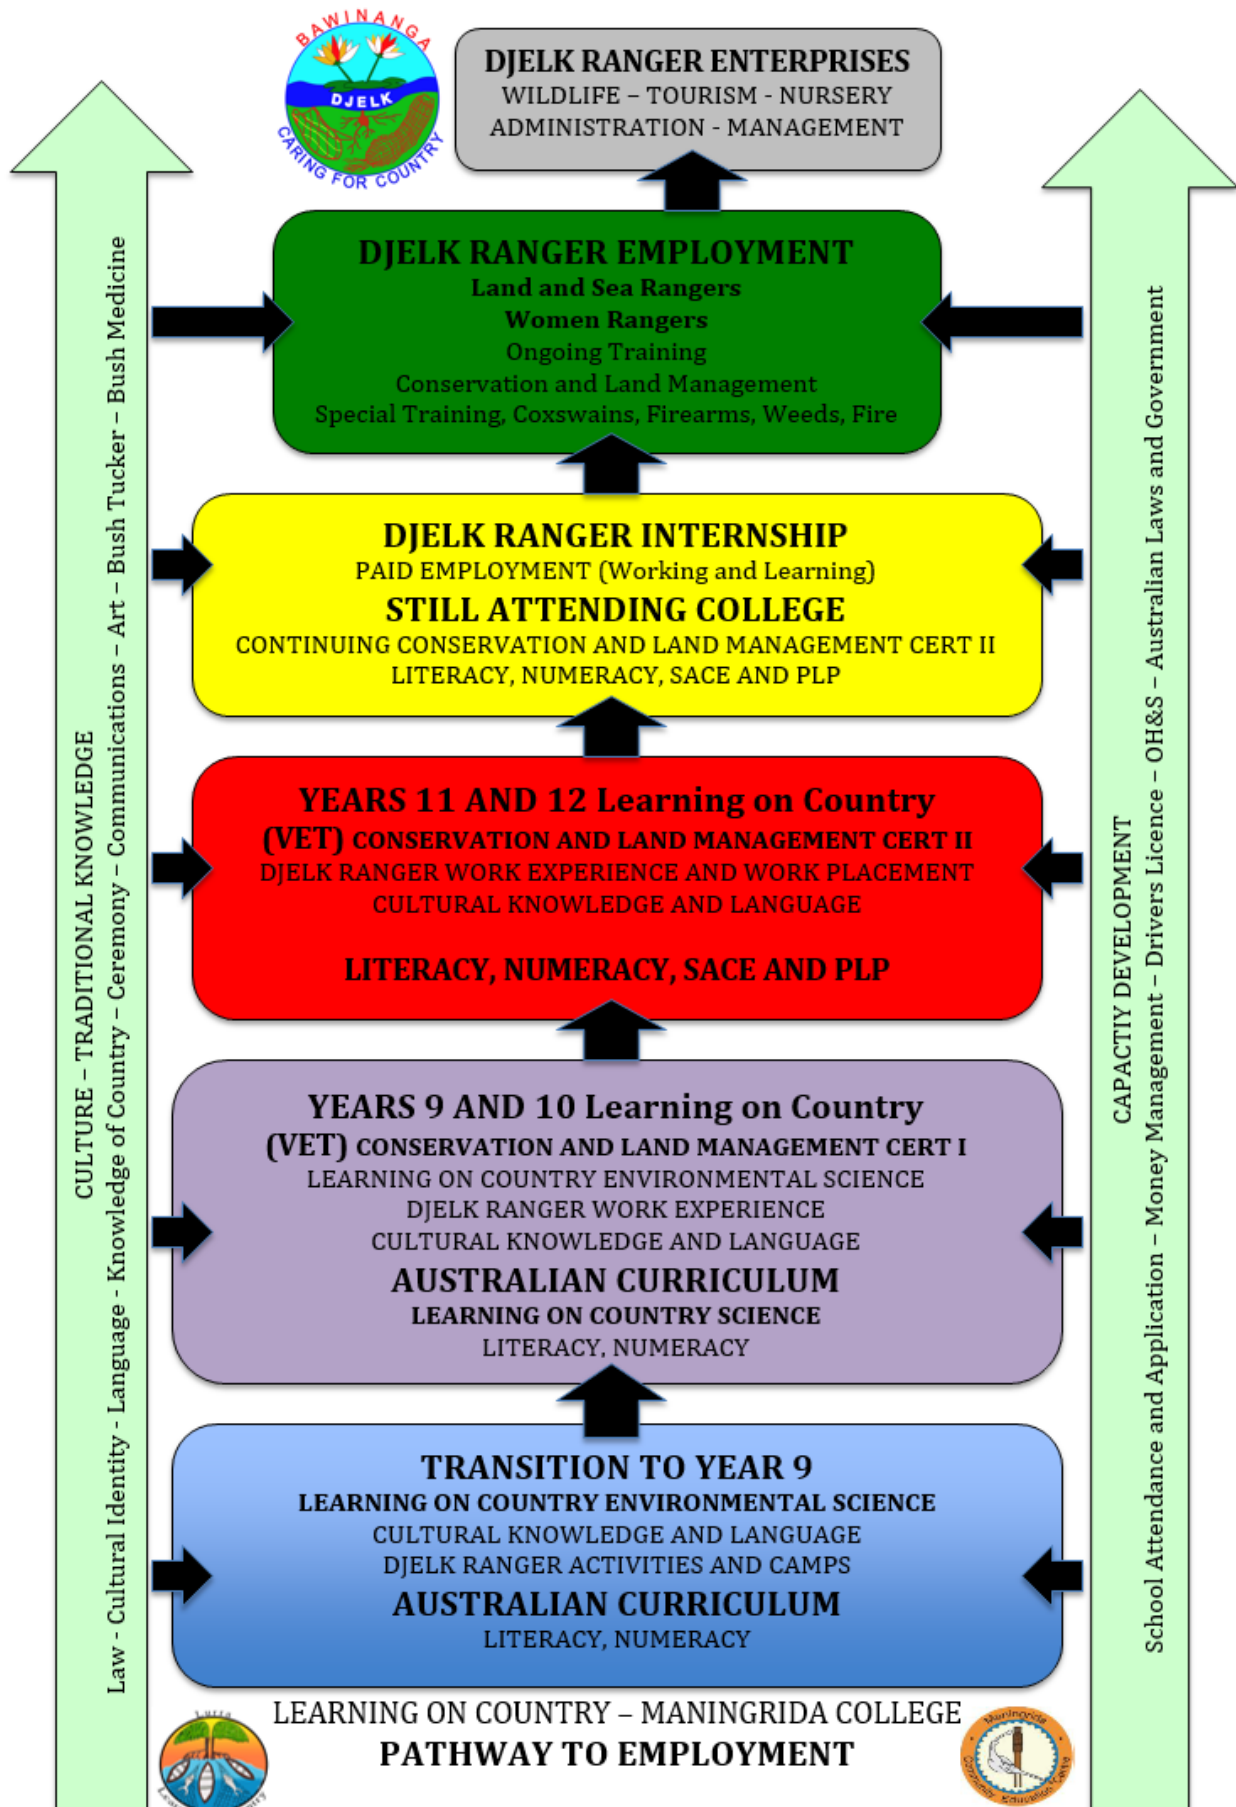 BAWINANGA
DJELK
CARING FOR COUNTRY
DJELK RANGER ENTERPRISES
WILDLIFE – TOURISM - NURSERY
ADMINISTRATION - MANAGEMENT
DJELK RANGER EMPLOYMENT
Land and Sea Rangers
Women Rangers
Ongoing Training
Conservation and Land Management
Special Training, Coxswains, Firearms, Weeds, Fire
DJELK RANGER INTERNSHIP
PAID EMPLOYMENT (Working and Learning)
STILL ATTENDING COLLEGE
CONTINUING CONSERVATION AND LAND MANAGEMENT CERT II
LITERACY, NUMERACY, SACE AND PLP
YEARS 11 AND 12 Learning on Country
(VET) CONSERVATION AND LAND MANAGEMENT CERT II
DJELK RANGER WORK EXPERIENCE AND WORK PLACEMENT
CULTURAL KNOWLEDGE AND LANGUAGE
LITERACY, NUMERACY, SACE AND PLP
YEARS 9 AND 10 Learning on Country
(VET) CONSERVATION AND LAND MANAGEMENT CERT I
LEARNING ON COUNTRY ENVIRONMENTAL SCIENCE
DJELK RANGER WORK EXPERIENCE
CULTURAL KNOWLEDGE AND LANGUAGE
AUSTRALIAN CURRICULUM
LEARNING ON COUNTRY SCIENCE
LITERACY, NUMERACY
TRANSITION TO YEAR 9
LEARNING ON COUNTRY ENVIRONMENTAL SCIENCE
CULTURAL KNOWLEDGE AND LANGUAGE
DJELK RANGER ACTIVITIES AND CAMPS
AUSTRALIAN CURRICULUM
LITERACY, NUMERACY
LEARNING ON COUNTRY – MANINGRIDA COLLEGE
PATHWAY TO EMPLOYMENT
CULTURE – TRADITIONAL KNOWLEDGE
Law - Cultural Identity - Language - Knowledge of Country – Ceremony – Communications – Art – Bush Tucker – Bush Medicine
CAPACTIY DEVELOPMENT
School Attendance and Application – Money Management – Drivers Licence – OH&S – Australian Laws and Government
Maningrida
Community Education Centre